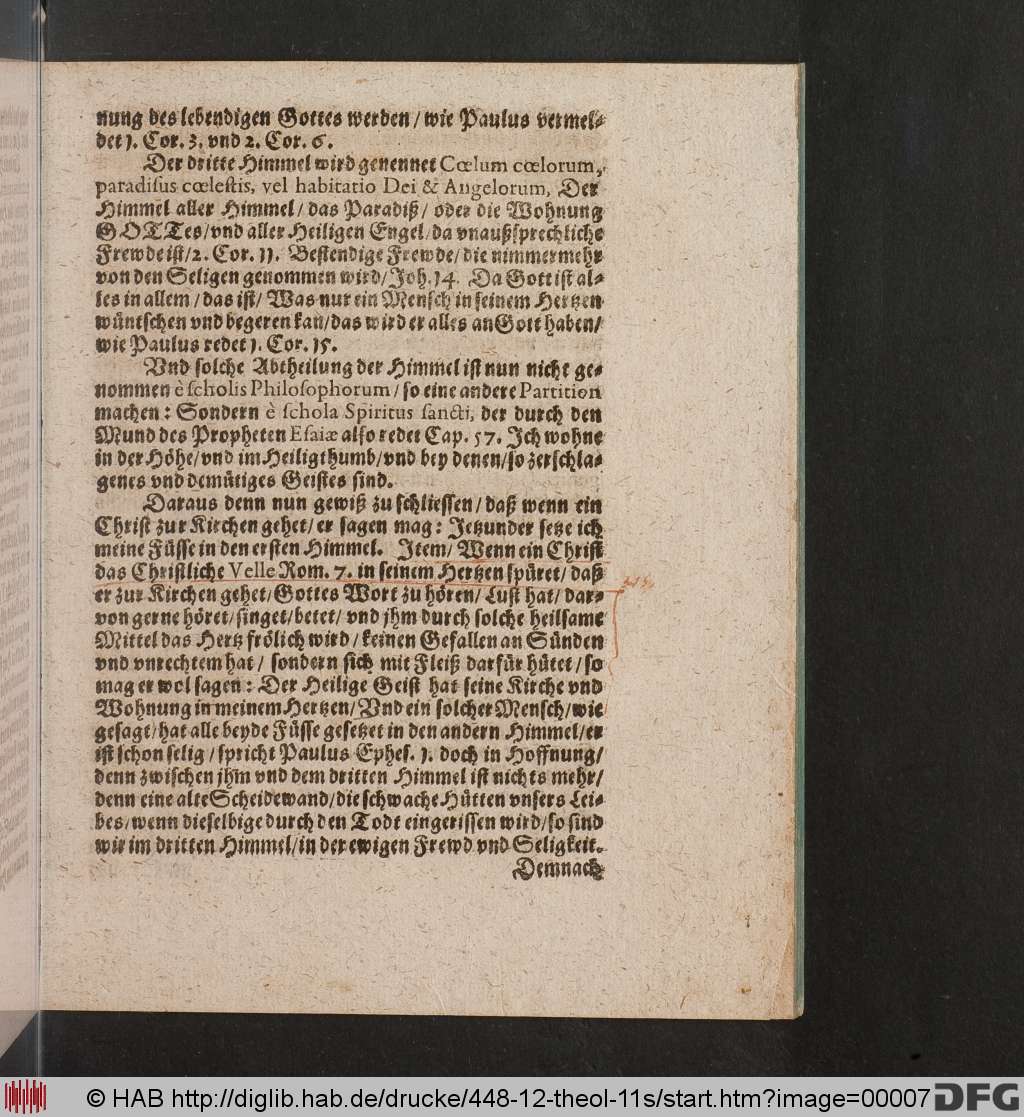 nung des lebendigen Gottes werden / wie Paulus vermel-
det 1. Cor. 3. vnd 2. Cor. 6.
Der dritte Himmel wird genennet Cœlum cœlorum,
paradiſus cœleſtis, vel habitatio Dei & Angelorum, Der
Himmel aller Himmel / das Paradiß / oder die Wohnung
GOTTes / vnd aller Heiligen Engel / da vnaußſprechliche
Frewde iſt / 2. Cor. 11. Beſtendige Frewde / die nimmermehr
von den Seligen genommen wird / Joh. 14. Da Gott iſt al-
les in allem / das iſt / Was nur ein Menſch in ſeinem Hertzen
wüntſchen vnd begeren kan / das wird er alles an Gott haben /
wie Paulus redet 1. Cor. 15.
Vnd ſolche Abtheilung der Himmel iſt nun nicht ge-
nommen è ſcholis Philoſophorum / ſo eine andere Partition
machen: Sondern è ſchola Spiritus ſancti, der durch den
Mund des Propheten Eſaiæ alſo redet Cap. 57. Ich wohne
in der Höhe / vnd im Heiligthumb / vnd bey denen / ſo zerſchla-
genes vnd demütiges Geiſtes ſind.
Daraus denn nun gewiß zu ſchlieſſen / daß wenn ein
Chriſt zur Kirchen gehet / er ſagen mag: Jetzunder ſetze ich
meine Füſſe in den erſten Himmel. Item / Wenn ein Chriſt
das Chriſtliche Velle Rom. 7. in ſeinem Hertzen ſpüret / daß
er zur Kirchen gehet / Gottes Wort zu hören / Luſt hat / dar-
von gerne höret / ſinget / betet / vnd jhm durch ſolche heilſame
Mittel das Hertz frölich wird / keinen Gefallen an Sünden
vnd vnrechtem hat / ſondern ſich mit Fleiß darfür hütet / ſo
mag er wol ſagen: Der Heilige Geiſt hat ſeine Kirche vnd
Wohnung in meinem Hertzen / Vnd ein ſolcher Menſch / wie
geſagt / hat alle beyde Füſſe geſetzet in den andern Himmel / er
iſt ſchon ſelig / ſpricht Paulus Epheſ. 1. doch in Hoffnung /
denn zwiſchen jhm vnd dem dritten Himmel iſt nichts mehr /
denn eine alte Scheidewand / die ſchwache Hütten vnſers Lei-
bes / wenn dieſelbige durch den Todt eingeriſſen wird / ſo ſind
wir im dritten Himmel / in der ewigen Frewd vnd Seligkeit.
Demnach
© HAB http://diglib.hab.de/drucke/448-12-theol-11s/start.htm?image=00007 DFG